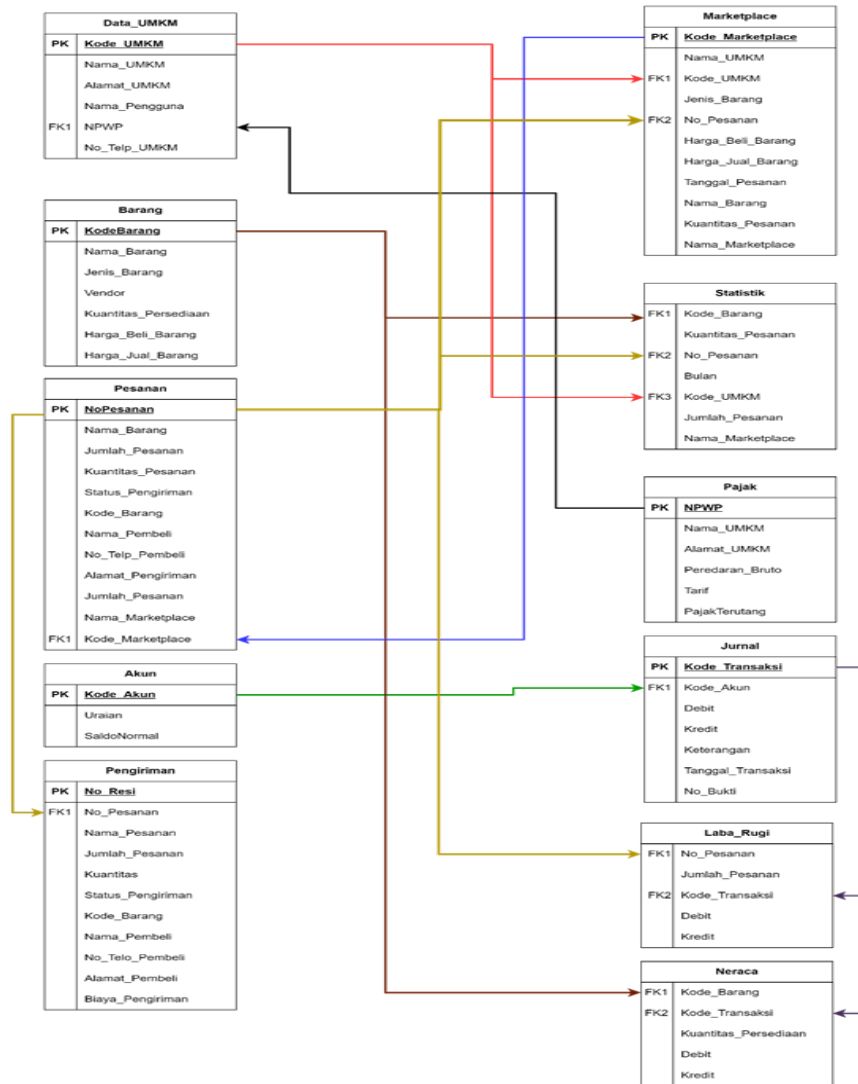 Data_UMKM
PK Kode_UMKM
Nama_UMKM
Alamat_UMKM
Nama_Pengguna
FK1 NPWP
No_Telp_UMKM
Barang
PK KodeBarang
Nama_Barang
Jenis_Barang
Vendor
Kuantitas_Persediaan
Harga_Beli_Barang
Harga_Jual_Barang
Pesanan
PK NoPesanan
Nama_Barang
Jumlah_Pesanan
Kuantitas_Pesanan
Status_Pengiriman
Kode_Barang
Nama_Pembeli
No_Telp_Pembeli
Alamat_Pengiriman
Jumlah_Pesanan
Nama_Marketplace
FK1 Kode_Marketplace
Akun
PK Kode_Akun
Uraian
SaldoNormal
Pengiriman
PK No_Resi
FK1 No_Pesanan
Nama_Pesanan
Jumlah_Pesanan
Kuantitas
Status_Pengiriman
Kode_Barang
Nama_Pembeli
No_Telo_Pembeli
Alamat_Pembeli
Biaya_Pengiriman
Marketplace
PK Kode_Marketplace
Nama_UMKM
FK1 Kode_UMKM
Jenis_Barang
FK2 No_Pesanan
Harga_Beli_Barang
Harga_Jual_Barang
Tanggal_Pesanan
Nama_Barang
Kuantitas_Pesanan
Nama_Marketplace
Statistik
FK1 Kode_Barang
Kuantitas_Pesanan
FK2 No_Pesanan
Bulan
FK3 Kode_UMKM
Jumlah_Pesanan
Nama_Marketplace
Pajak
PK NPWP
Nama_UMKM
Alamat_UMKM
Peredaran_Bruto
Tarif
PajakTerutang
Jurnal
PK Kode_Transaksi
FK1 Kode_Akun
Debit
Kredit
Keterangan
Tanggal_Transaksi
No_Bukti
Laba_Rugi
FK1 No_Pesanan
Jumlah_Pesanan
FK2 Kode_Transaksi
Debit
Kredit
Neraca
FK1 Kode_Barang
FK2 Kode_Transaksi
Kuantitas_Persediaan
Debit
Kredit